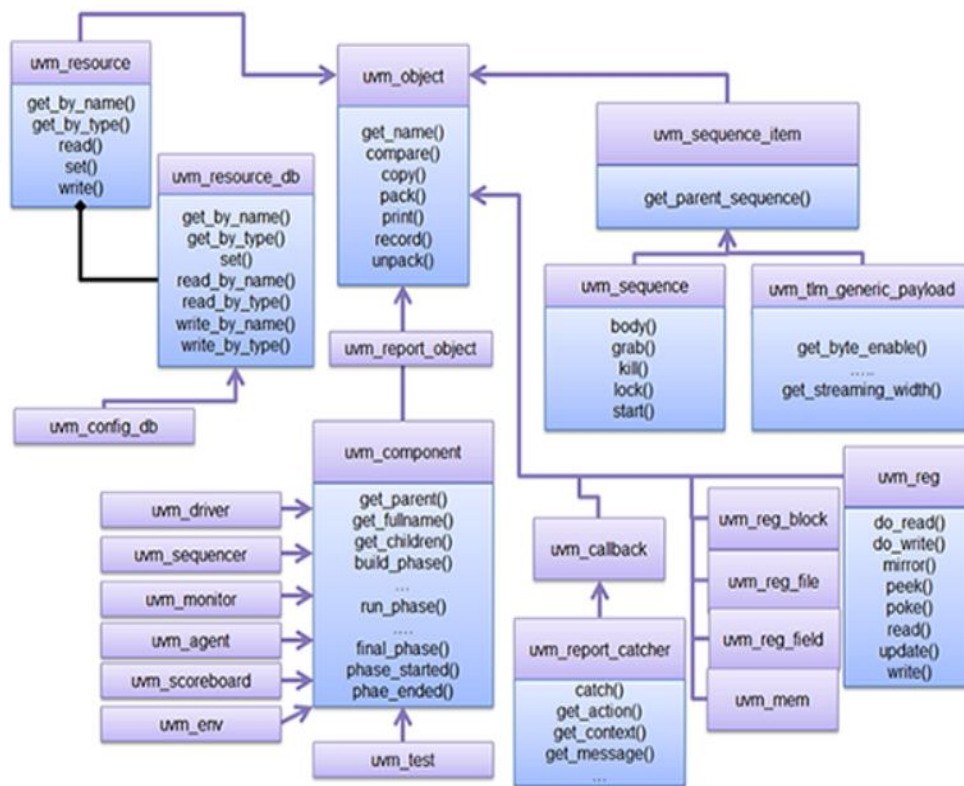 uvm_resource
get_by_name()
get_by_type()
read()
set()
write()
uvm_resource_db
get_by_name()
get_by_type()
set()
read_by_name()
read_by_type()
write_by_name()
write_by_type()
uvm_config_db
uvm_object
get_name()
compare()
copy()
pack()
print()
record()
unpack()
uvm_report_object
uvm_sequence_item
get_parent_sequence()
uvm_sequence
body()
grab()
kill()
lock()
start()
uvm_tlm_generic_payload
get_byte_enable()
.....
get_streaming_width()
uvm_component
get_parent()
get_fullname()
get_children()
build_phase()
...
run_phase()
....
final_phase()
phase_started()
phae_ended()
uvm_driver
uvm_sequencer
uvm_monitor
uvm_agent
uvm_scoreboard
uvm_env
uvm_test
uvm_callback
uvm_report_catcher
catch()
get_action()
get_context()
get_message()
...
uvm_reg_block
uvm_reg_file
uvm_reg_field
uvm_mem
uvm_reg
do_read()
do_write()
mirror()
peek()
poke()
read()
update()
write()